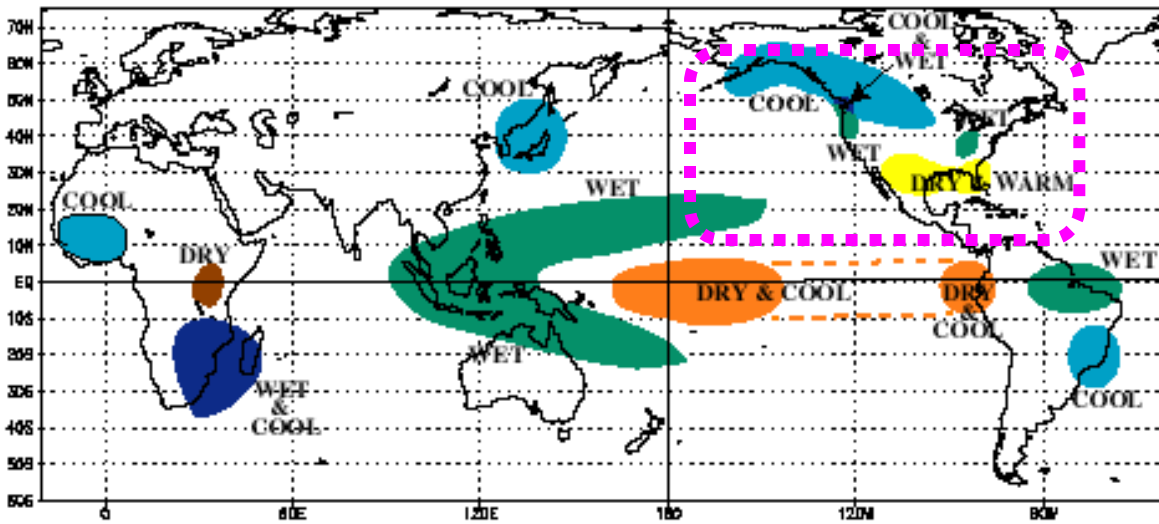 70N
COOL
&
60N
WET
COOL
COOL
50N
WET
40N
WET
30N
DRY & WARM
WET
COOL
20N
10N
DRY
WET
EQ
DRY & COOL
DRY
&
COOL
10S
20S
WET
30S
WET
&
COOL
COOL
40S
50S
60S
0
60E
120E
180
120W
60W